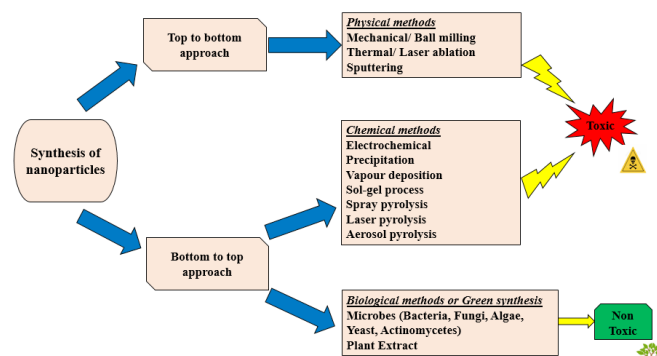 Top to bottom
approach
Physical methods
Mechanical/ Ball milling
Thermal/ Laser ablation
Sputtering
Toxic
Synthesis of
nanoparticles
Chemical methods
Electrochemical
Precipitation
Vapour deposition
Sol-gel process
Spray pyrolysis
Laser pyrolysis
Aerosol pyrolysis
Bottom to top
approach
Biological methods or Green synthesis
Microbes (Bacteria, Fungi, Algae,
Yeast, Actinomycetes)
Plant Extract
Non
Toxic